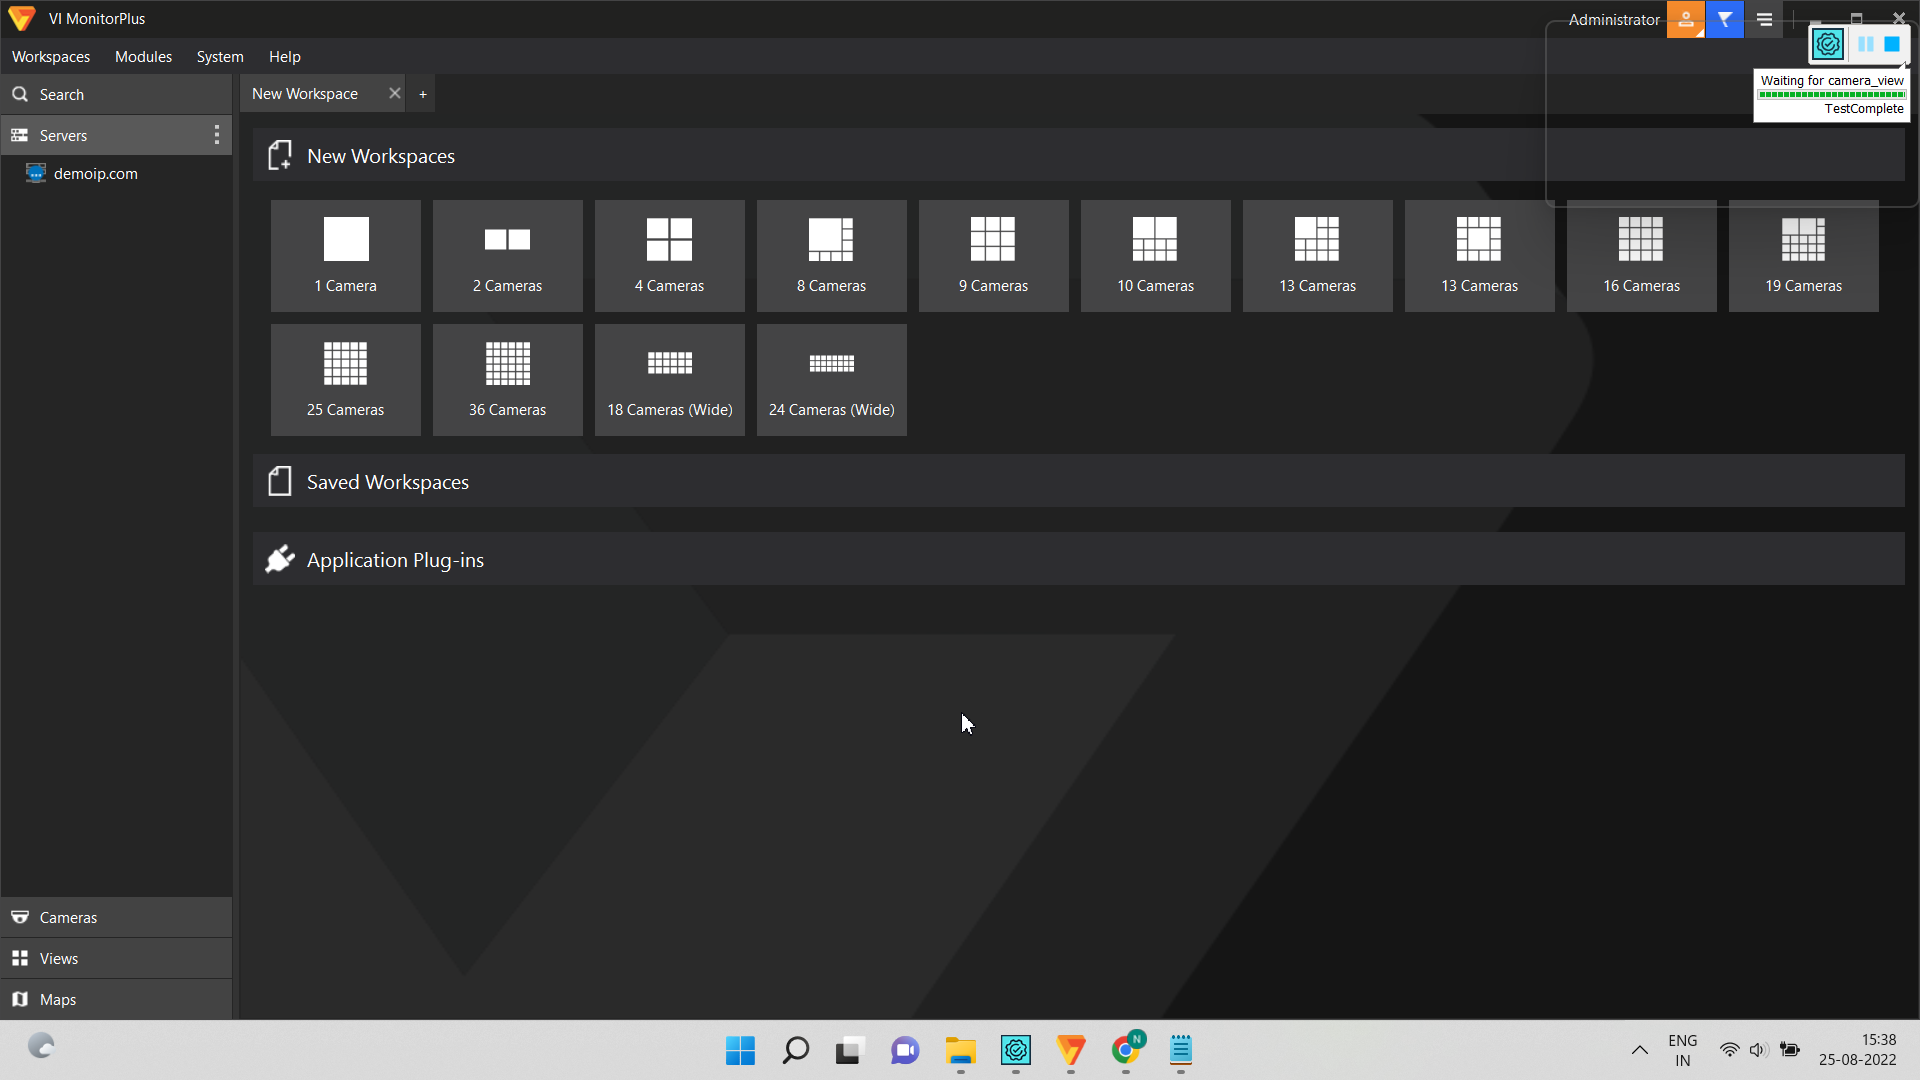 VI MonitorPlus
Administrator
Workspaces Modules System Help
Waiting for camera_view
TestComplete
Search
New Workspace
+
Servers
demoip.com
New Workspaces
1 Camera
2 Cameras
4 Cameras
8 Cameras
9 Cameras
10 Cameras
13 Cameras
13 Cameras
16 Cameras
19 Cameras
25 Cameras
36 Cameras
18 Cameras (Wide)
24 Cameras (Wide)
Saved Workspaces
Application Plug-ins
Cameras
Views
Maps
N
ENG
IN
15:38
25-08-2022